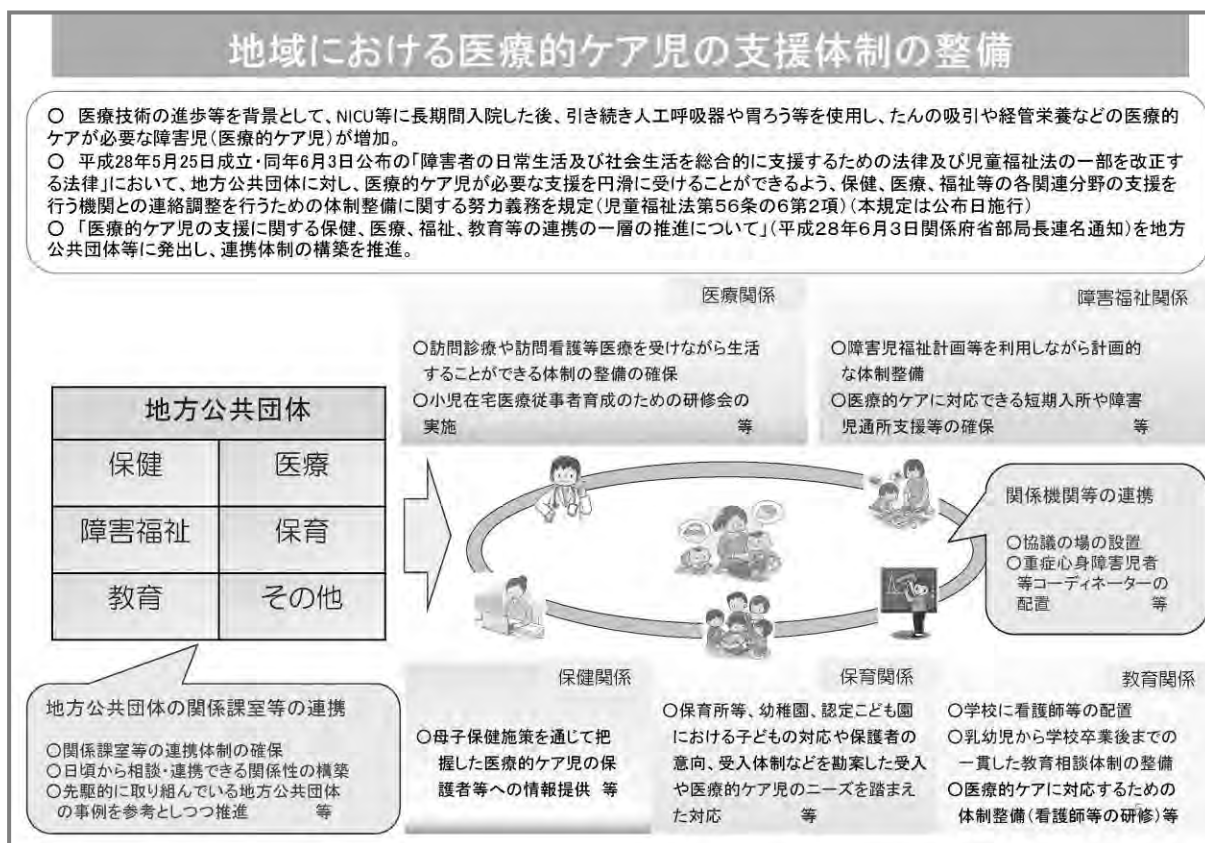 地域における医療的ケア児の支援体制の整備
○ 医療技術の進歩等を背景として、NICU等に長期間入院した後、引き続き人工呼吸器や胃ろう等を使用し、たんの吸引や経管栄養などの医療的
ケアが必要な障害児(医療的ケア児)が増加。
○ 平成28年5月25日成立・同年6月3日公布の「障害者の日常生活及び社会生活を総合的に支援するための法律及び児童福祉法の一部を改正す
る法律」において、地方公共団体に対し、医療的ケア児が必要な支援を円滑に受けることができるよう、保健、医療、福祉等の各関連分野の支援を
行う機関との連絡調整を行うための体制整備に関する努力義務を規定(児童福祉法第56条の6第2項)(本規定は公布日施行)
○ 「医療的ケア児の支援に関する保健、医療、福祉、教育等の連携の一層の推進について」(平成28年6月3日関係府省部局長連名通知)を地方
公共団体等に発出し、連携体制の構築を推進。
医療関係
○訪問診療や訪問看護等医療を受けながら生活
することができる体制の整備の確保
○小児在宅医療従事者育成のための研修会の
実施 等
障害福祉関係
○障害児福祉計画等を利用しながら計画的
な体制整備
○医療的ケアに対応できる短期入所や障害
児通所支援等の確保 等
地方公共団体
保健 医療
障害福祉 保育
教育 その他
関係機関等の連携
○協議の場の設置
○重症心身障害児者
等コーディネーターの
配置 等
地方公共団体の関係課室等の連携
○関係課室等の連携体制の確保
○日頃から相談・連携できる関係性の構築
○先駆的に取り組んでいる地方公共団体
の事例を参考としつつ推進 等
保健関係
○母子保健施策を通じて把
握した医療的ケア児の保
護者等への情報提供 等
保育関係
○保育所等、幼稚園、認定こども園
における子どもの対応や保護者の
意向、受入体制などを勘案した受入
や医療的ケア児のニーズを踏まえ
た対応 等
教育関係
○学校に看護師等の配置
○乳幼児から学校卒業後までの
一貫した教育相談体制の整備
○医療的ケアに対応するための
体制整備(看護師等の研修)等
5